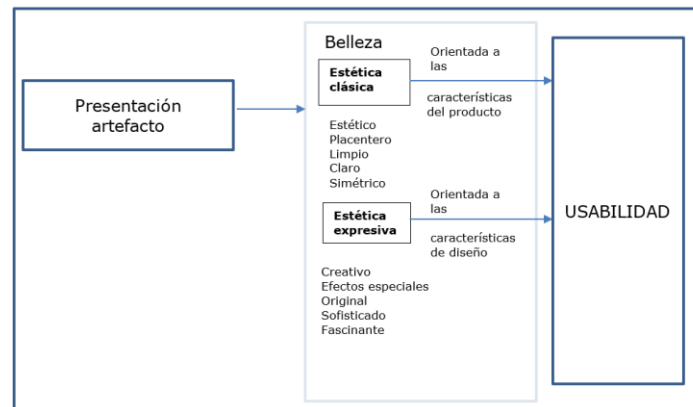 Presentación
artefacto
Belleza
Estética
clásica
Orientada a
las
características
del producto
Estético
Placentero
Limpio
Claro
Simétrico
Estética
expresiva
Orientada a
las
características
de diseño
Creativo
Efectos especiales
Original
Sofisticado
Fascinante
USABILIDAD